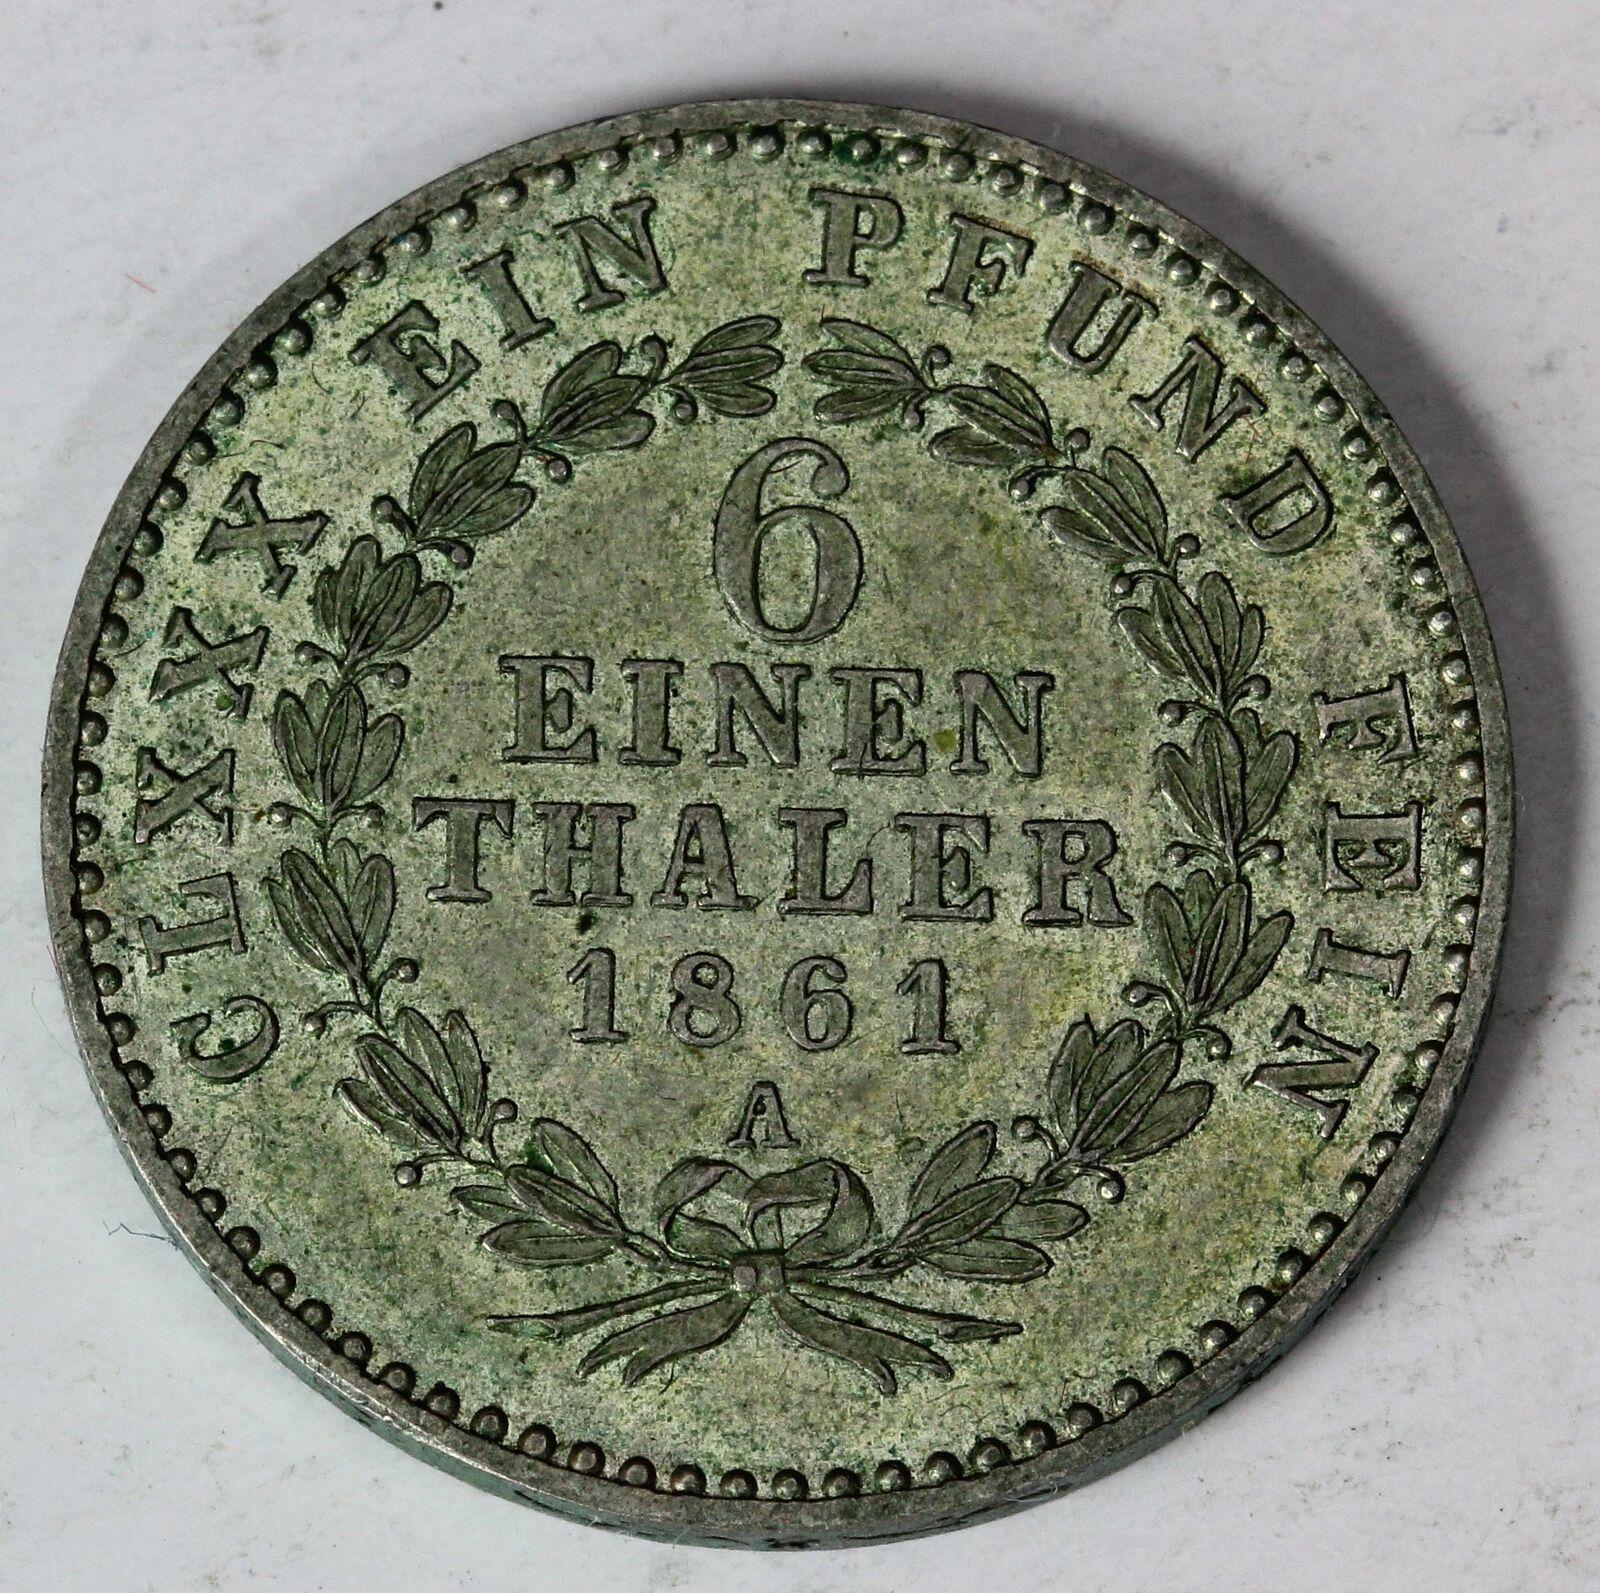 CLXXX EIN PFUND FEIN
6
EINEN
THALER
1861
A